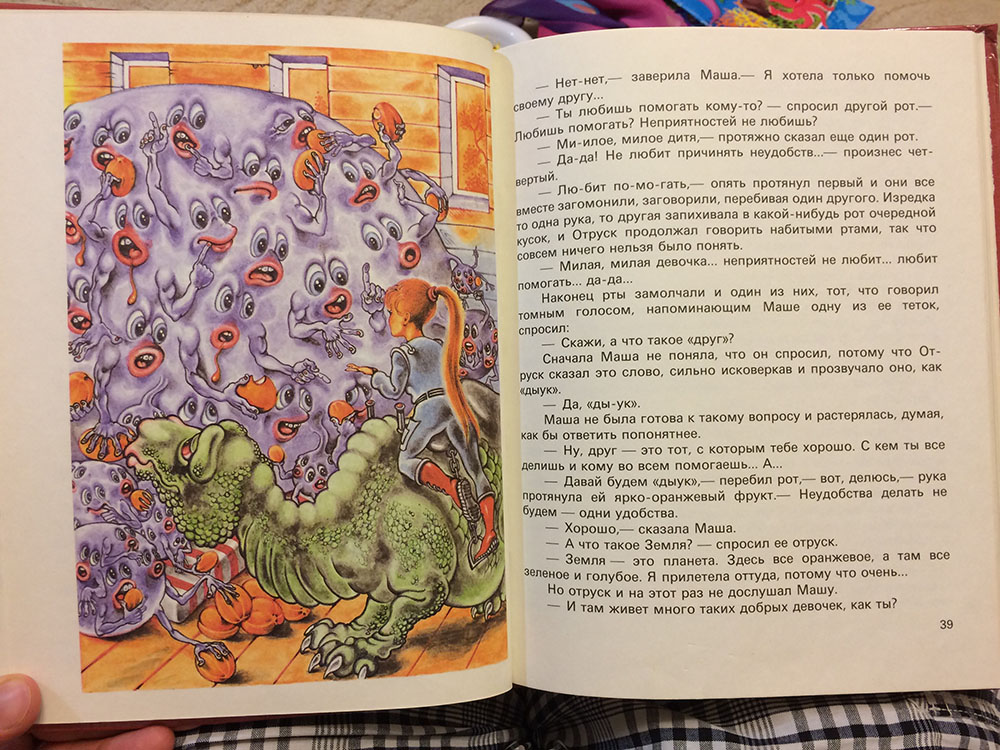 — Нет-нет,— заверила Маша.— Я хотела только помочь
своему другу...
— Ты любишь помогать кому-то? — спросил другой рот.—
Любишь помогать? Неприятностей не любишь?
— Ми-илое, милое дитя,— протяжно сказал еще один рот.
— Да-да! Не любит причинять неудобств...— произнес чет-
вертый.
— Лю-бит по-мо-гать,— опять протянул первый и они все
вместе загомонили, заговорили, перебивая один другого. Изредка
то одна рука, то другая запихивала в какой-нибудь рот очередной
кусок, и Отруск продолжал говорить набитыми ртами, так что
совсем ничего нельзя было понять.
— Милая, милая девочка... неприятностей не любит... любит
помогать... да-да...
Наконец рты замолчали и один из них, тот, что говорил
томным голосом, напоминающим Маше одну из ее теток,
спросил:
— Скажи, а что такое «друг»?
Сначала Маша не поняла, что он спросил, потому что От-
руск сказал это слово, сильно исковеркав и прозвучало оно, как
«дыук».
— Да, «ды-ук».
Маша не была готова к такому вопросу и растерялась, думая,
как бы ответить попонятнее.
— Ну, друг — это тот, с которым тебе хорошо. С кем ты все
делишь и кому во всем помогаешь... А...
— Давай будем «дыук»,— перебил рот,— вот, делюсь,— рука
протянула ей ярко-оранжевый фрукт.— Неудобства делать не
будем — одни удобства.
— Хорошо,— сказала Маша.
— А что такое Земля? — спросил ее отруск.
— Земля — это планета. Здесь все оранжевое, а там все
зеленое и голубое. Я прилетела оттуда, потому что очень...
Но отруск и на этот раз не дослушал Машу.
— И там живет много таких добрых девочек, как ты?
39